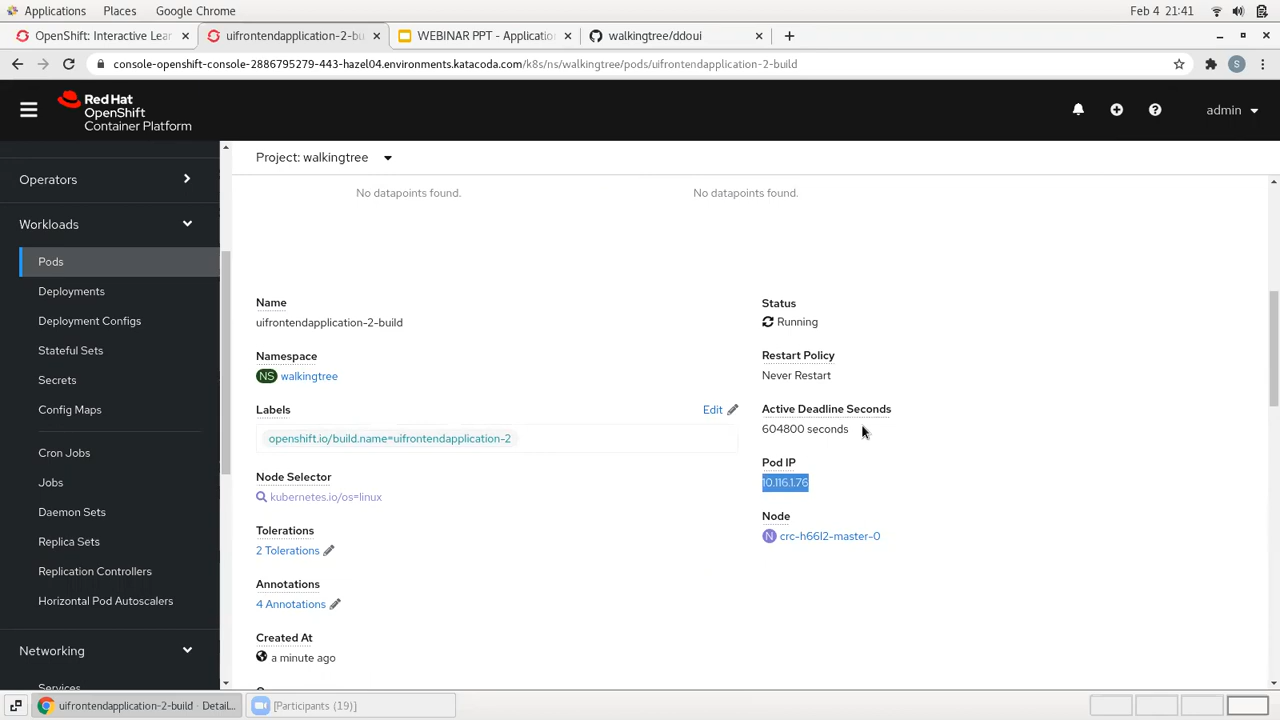 Applications Places Google Chrome Feb 4 21:41
OpenShift: Interactive Lear uifrontendapplication-2-bu WEBINAR PPT - Application walkingtree/ddoui
console-openshift-console-2886795279-443-hazel04.environments.katacoda.com/k8s/ns/walkingtree/pods/uifrontendapplication-2-build S
Red Hat
OpenShift
Container Platform
admin
Project: walkingtree
Operators
Workloads
Pods
Deployments
Deployment Configs
Stateful Sets
Secrets
Config Maps
Cron Jobs
Jobs
Daemon Sets
Replica Sets
Replication Controllers
Horizontal Pod Autoscalers
Networking
Services
No datapoints found. No datapoints found.
Name
uifrontendapplication-2-build
Namespace
NS walkingtree
Labels Edit
openshift.io/build.name=uifrontendapplication-2
Node Selector
kubernetes.io/os=linux
Tolerations
2 Tolerations
Annotations
4 Annotations
Created At
a minute ago
Status
Running
Restart Policy
Never Restart
Active Deadline Seconds
604800 seconds
Pod IP
10.116.1.76
Node
N crc-h66l2-master-0
uifrontendapplication-2-build - Detail... [Participants (19)]